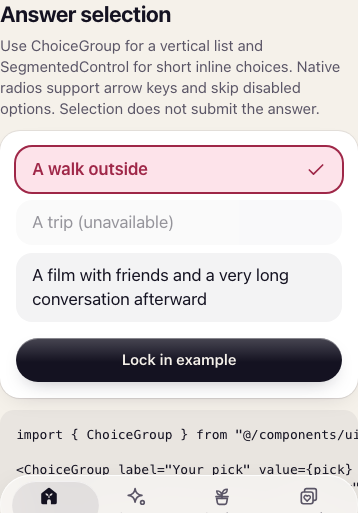 Answer selection
Use ChoiceGroup for a vertical list and
SegmentedControl for short inline choices. Native
radios support arrow keys and skip disabled
options. Selection does not submit the answer.
A walk outside
A trip (unavailable)
A film with friends and a very long
conversation afterward
Lock in example
import { ChoiceGroup } from "@/components/ui
<ChoiceGroup label="Your pick" value={pick}
"